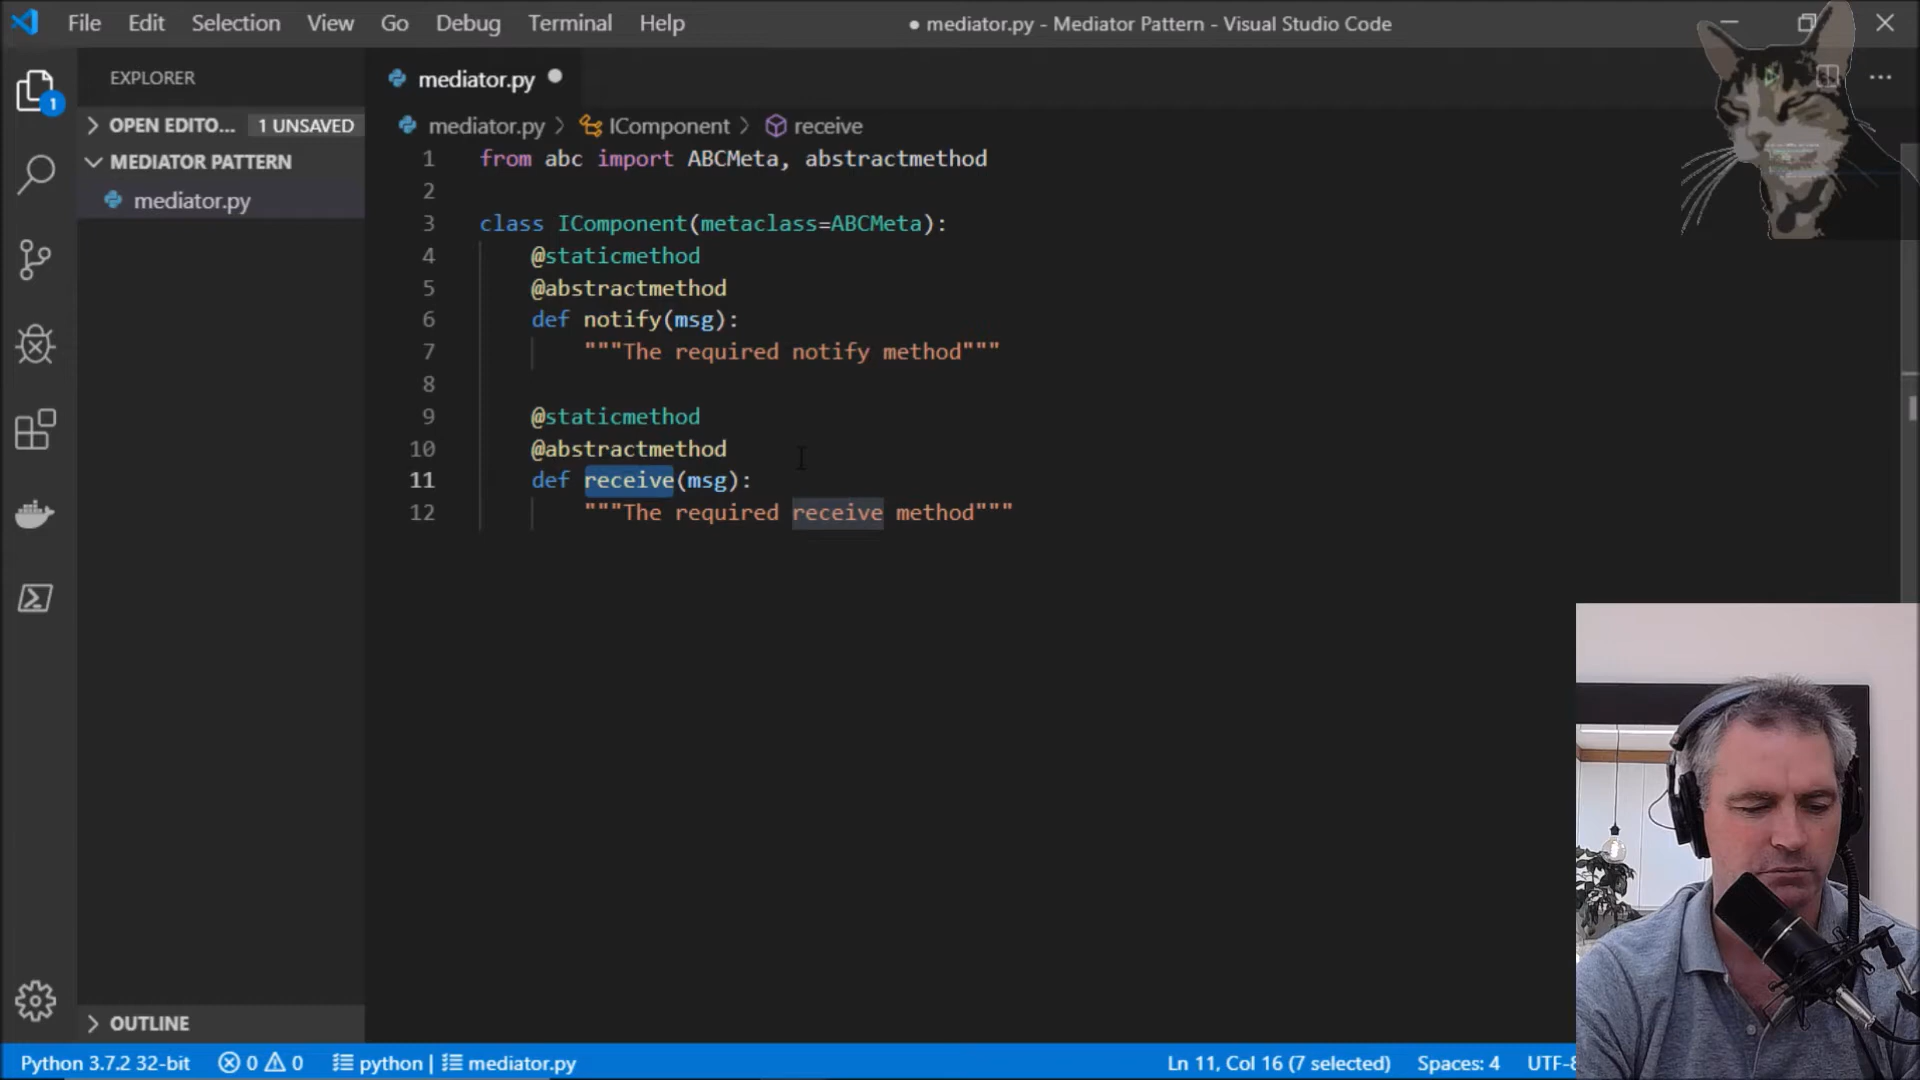 File Edit Selection View Go Debug Terminal Help
● mediator.py - Mediator Pattern - Visual Studio Code
EXPLORER
OPEN EDITO... 1 UNSAVED
MEDIATOR PATTERN
mediator.py
OUTLINE
1
mediator.py
mediator.py > IComponent > receive
1 from abc import ABCMeta, abstractmethod
2
3 class IComponent(metaclass=ABCMeta):
4 @staticmethod
5 @abstractmethod
6 def notify(msg):
7 """The required notify method"""
8
9 @staticmethod
10 @abstractmethod
11 def receive(msg):
12 """The required receive method"""
Python 3.7.2 32-bit 0 0 python | mediator.py Ln 11, Col 16 (7 selected) Spaces: 4 UTF-8